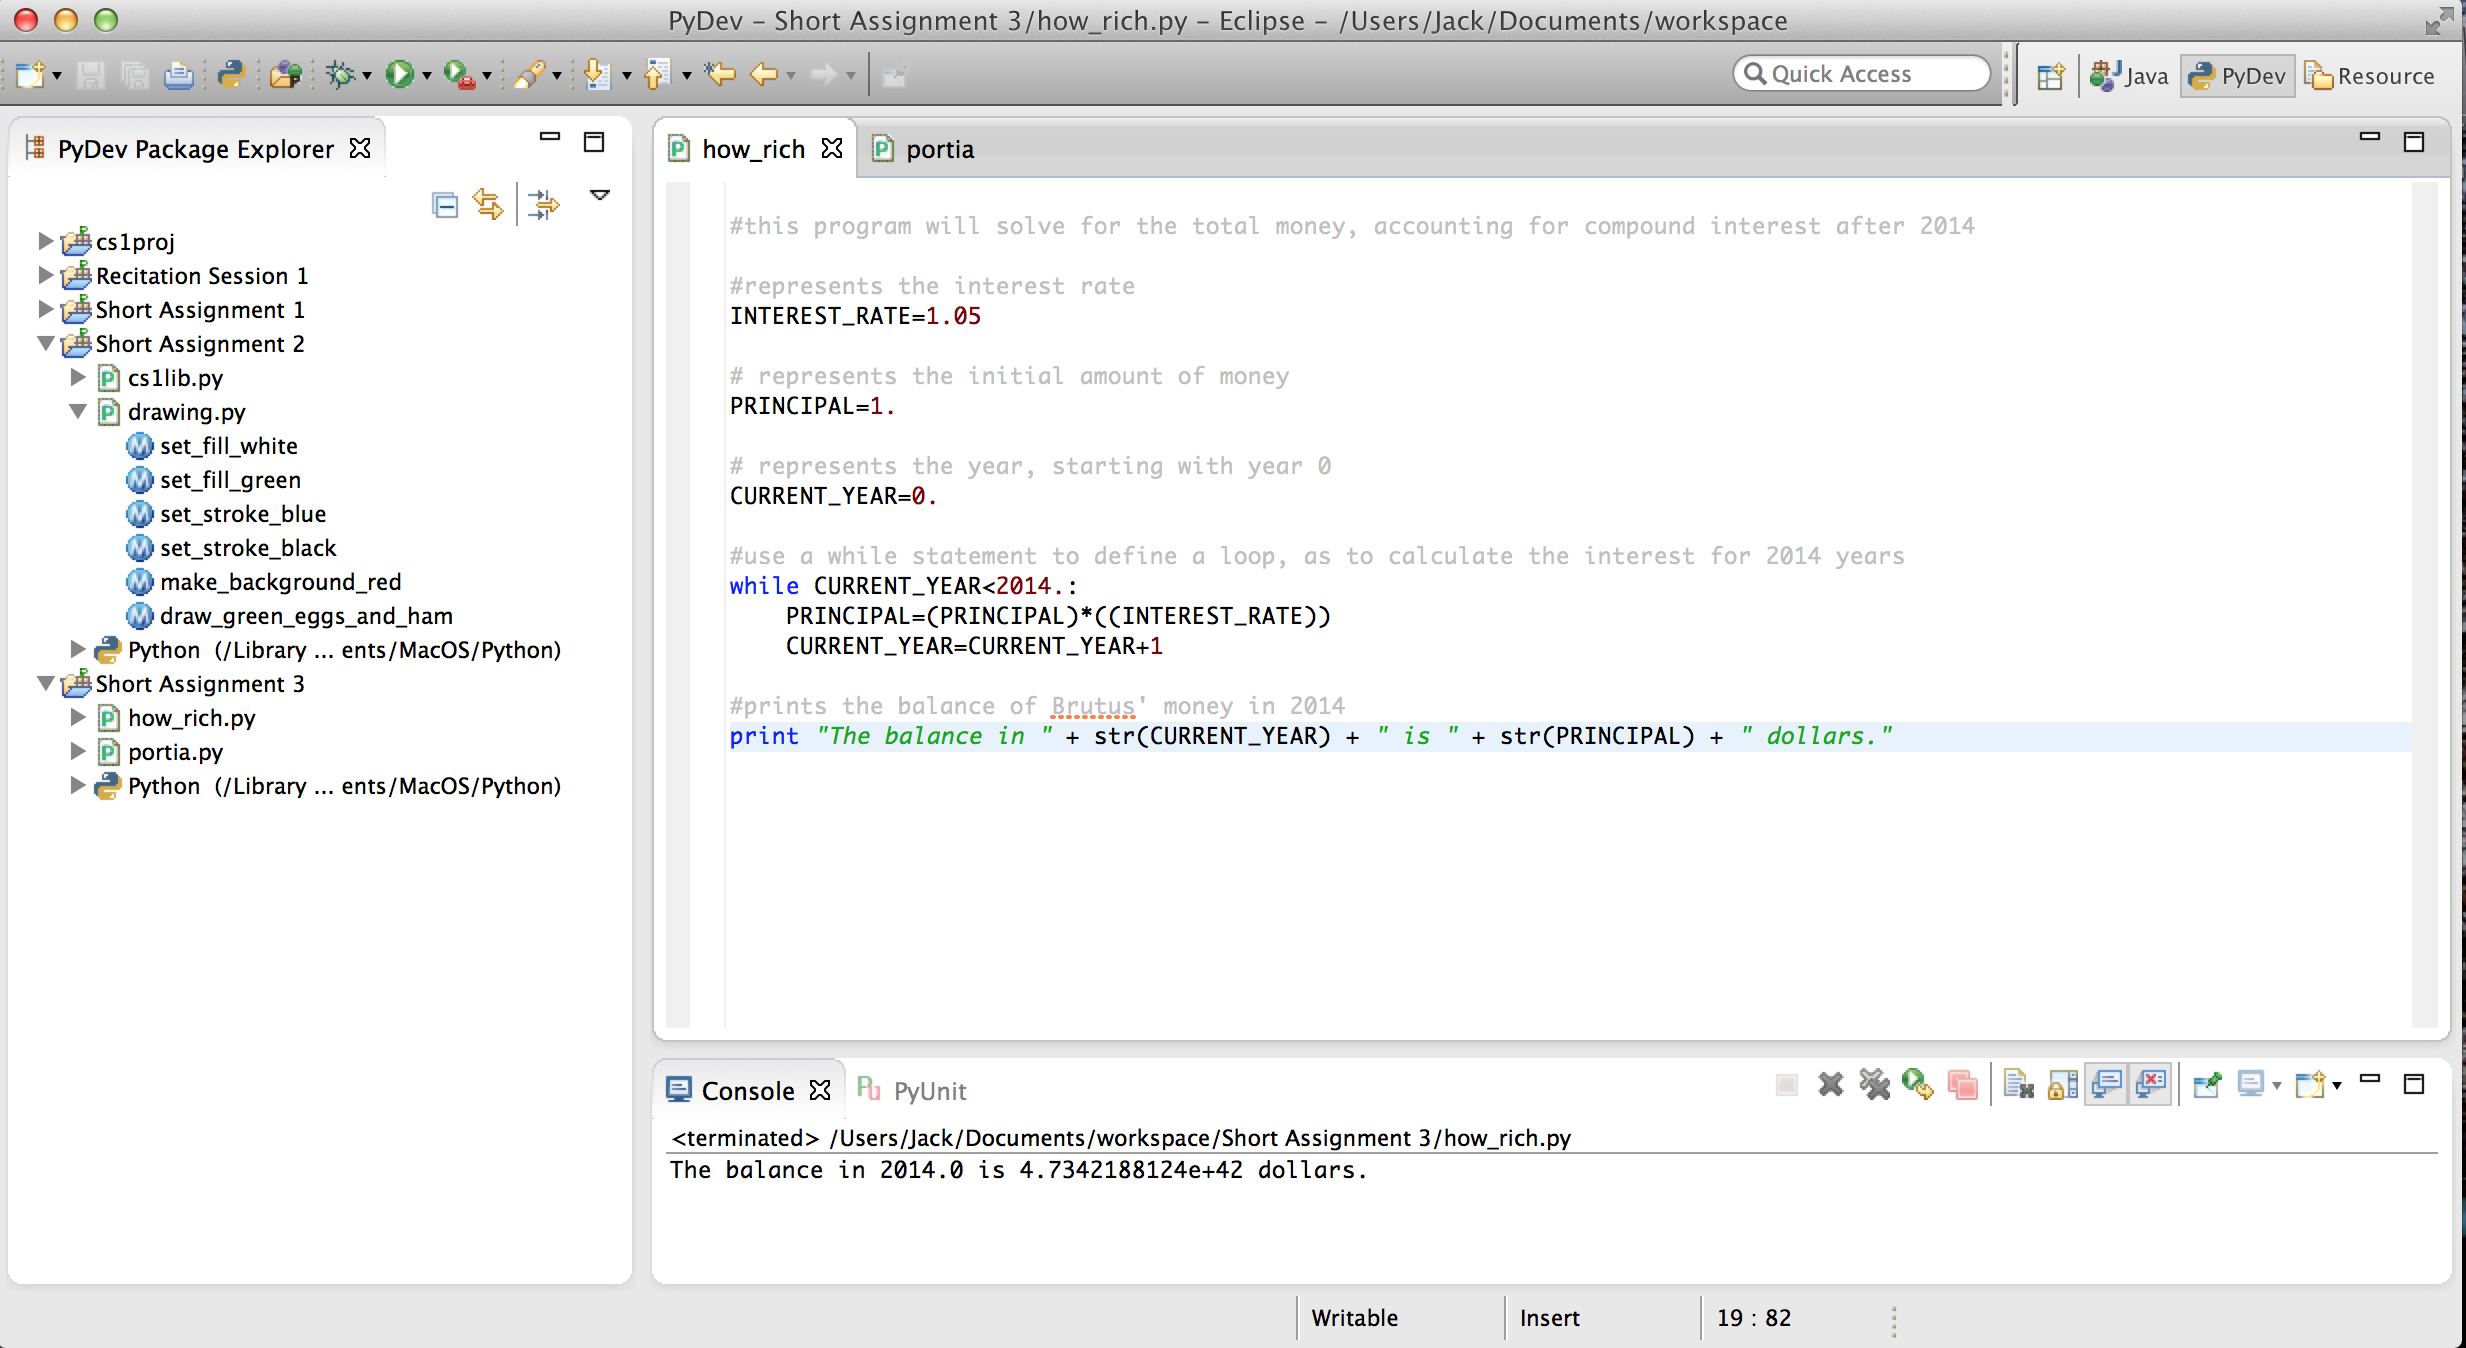 PyDev – Short Assignment 3/how_rich.py – Eclipse – /Users/Jack/Documents/workspace
Quick Access
Java
PyDev
Resource
PyDev Package Explorer
cs1proj
Recitation Session 1
Short Assignment 1
Short Assignment 2
cs1lib.py
drawing.py
set_fill_white
set_fill_green
set_stroke_blue
set_stroke_black
make_background_red
draw_green_eggs_and_ham
Python (/Library ... ents/MacOS/Python)
Short Assignment 3
how_rich.py
portia.py
Python (/Library ... ents/MacOS/Python)
how_rich
portia
#this program will solve for the total money, accounting for compound interest after 2014
#represents the interest rate
INTEREST_RATE=1.05
# represents the initial amount of money
PRINCIPAL=1.
# represents the year, starting with year 0
CURRENT_YEAR=0.
#use a while statement to define a loop, as to calculate the interest for 2014 years
while CURRENT_YEAR<2014.:
    PRINCIPAL=(PRINCIPAL)*((INTEREST_RATE))
    CURRENT_YEAR=CURRENT_YEAR+1
#prints the balance of Brutus' money in 2014
print "The balance in " + str(CURRENT_YEAR) + " is " + str(PRINCIPAL) + " dollars."
Console
PyUnit
<terminated> /Users/Jack/Documents/workspace/Short Assignment 3/how_rich.py
The balance in 2014.0 is 4.7342188124e+42 dollars.
Writable
Insert
19 : 82